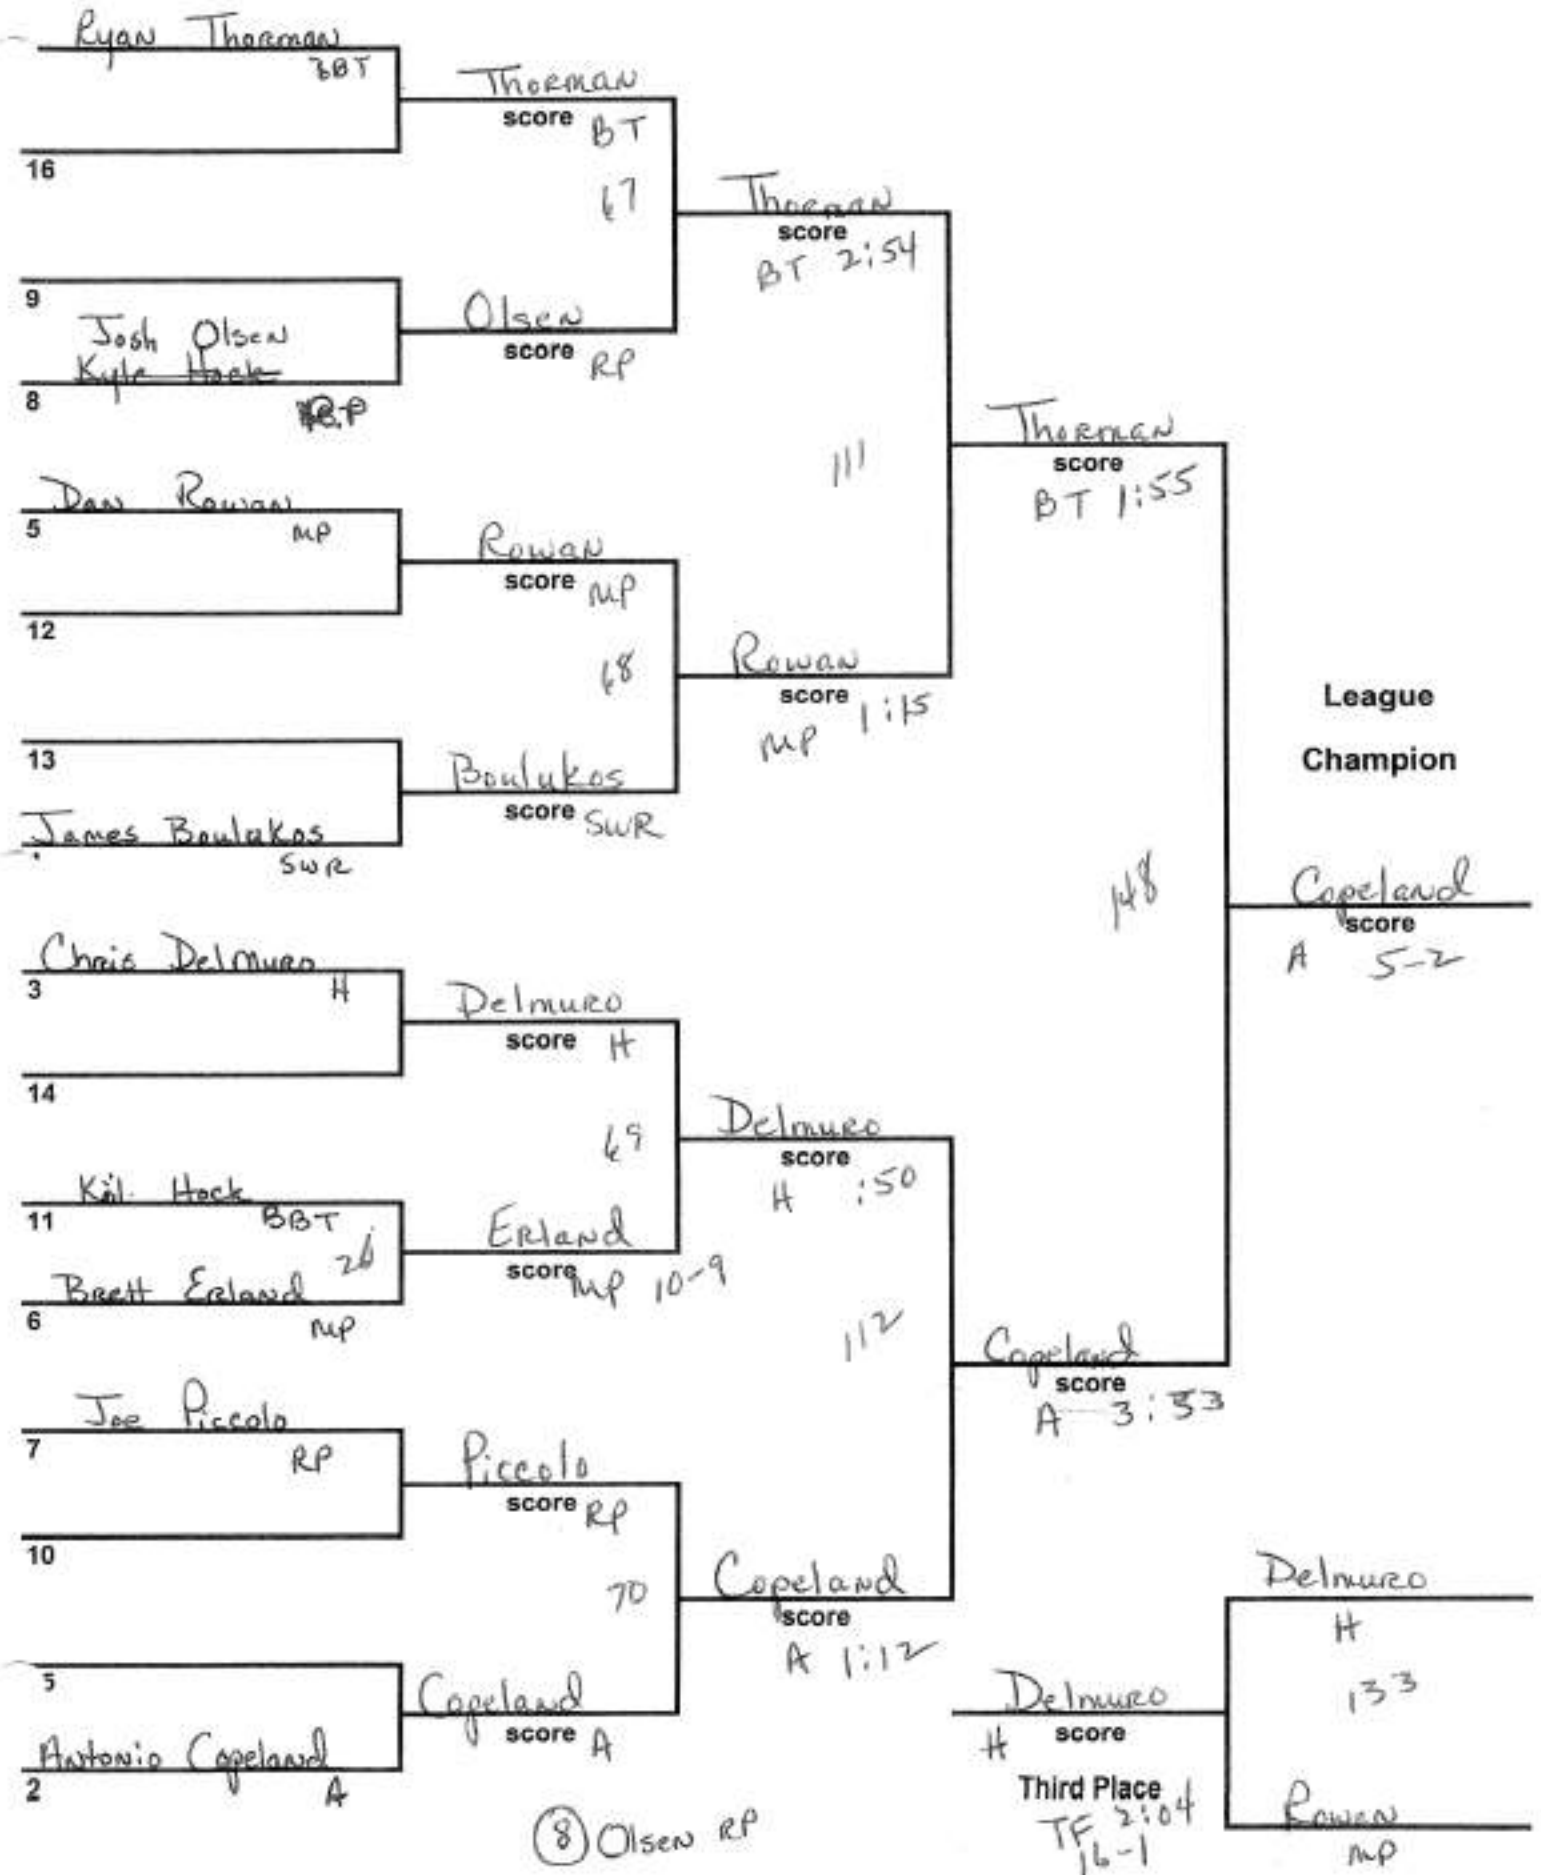 Ryan Thorman
BBT
16
Thorman
score BT
67
9
Josh Olsen
Kyle Hock
8
Olsen
score RP
Thorman
score
BT 2:54
111
Dan Rowan
5 MP
12
Rowan
score MP
68
13
James Boulukos
SWR
Boulukos
score SWR
Rowan
score
MP 1:15
Thorman
score
BT 1:55
148
League
Champion
Copeland
score
A 5-2
Chris Delmuro
3 H
14
Delmuro
score H
69
Hock
11 BBT
26
Brett Erland
6 MP
Erland
score MP 10-9
Delmuro
score
H :50
112
Joe Piccolo
7 RP
10
Piccolo
score RP
70
Antonio Copeland
2 A
Copeland
score A
Copeland
score
A 1:12
Copeland
score
A 3:33
Delmuro
H
133
Rowan
MP
Delmuro
H score
Third Place
TF 2:04
16-1
8 Olsen RP